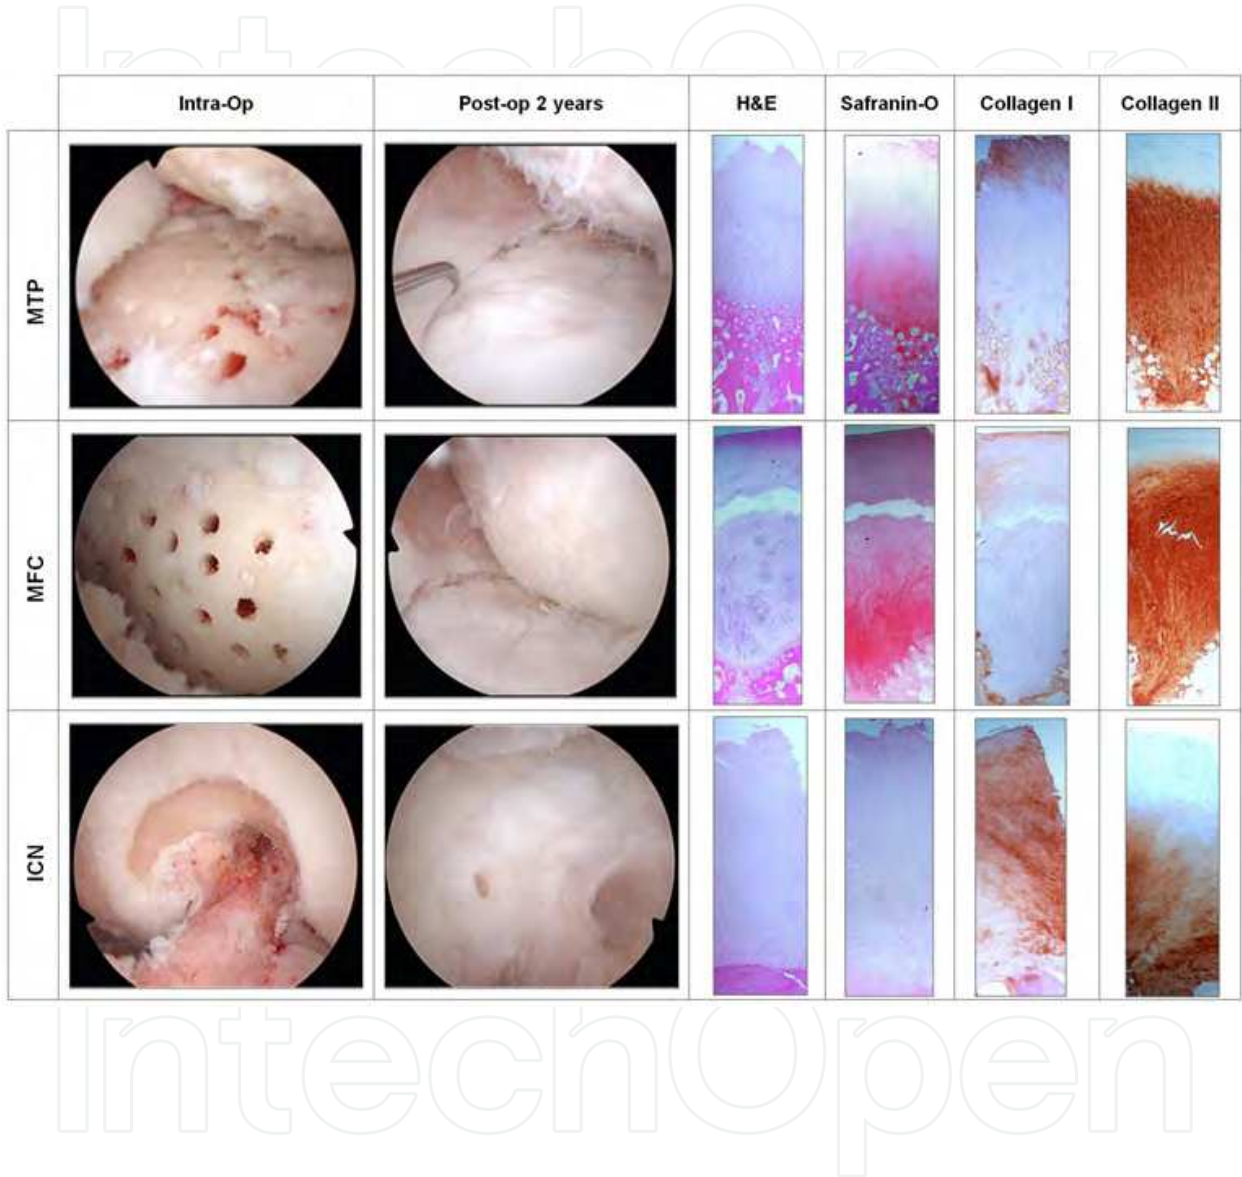 IntechOpen
Intra-Op Post-op 2 years H&E Safranin-O Collagen I Collagen II
MTP
MFC
ICN
IntechOpen